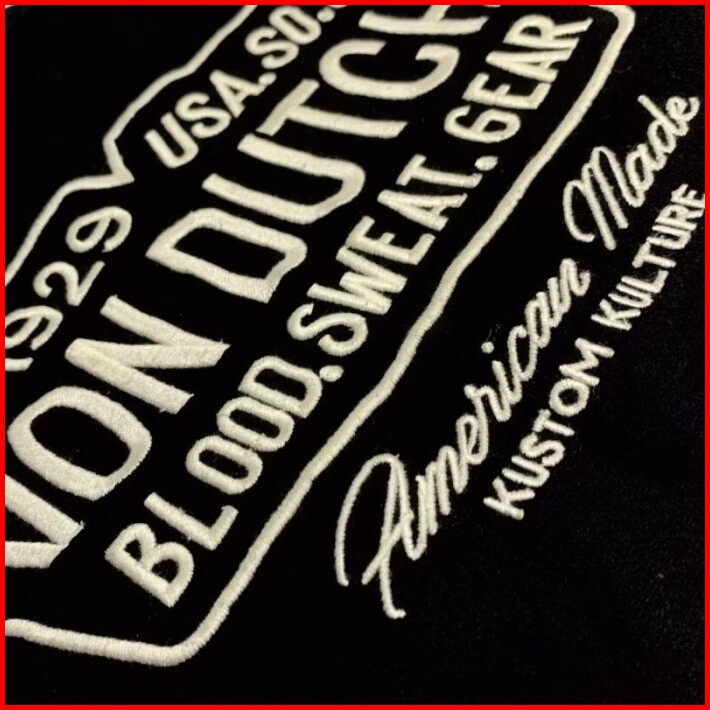 USA.SO.
1929
VON DUTCH
BLOOD.SWEAT.GEAR
American Made
KUSTOM KULTURE